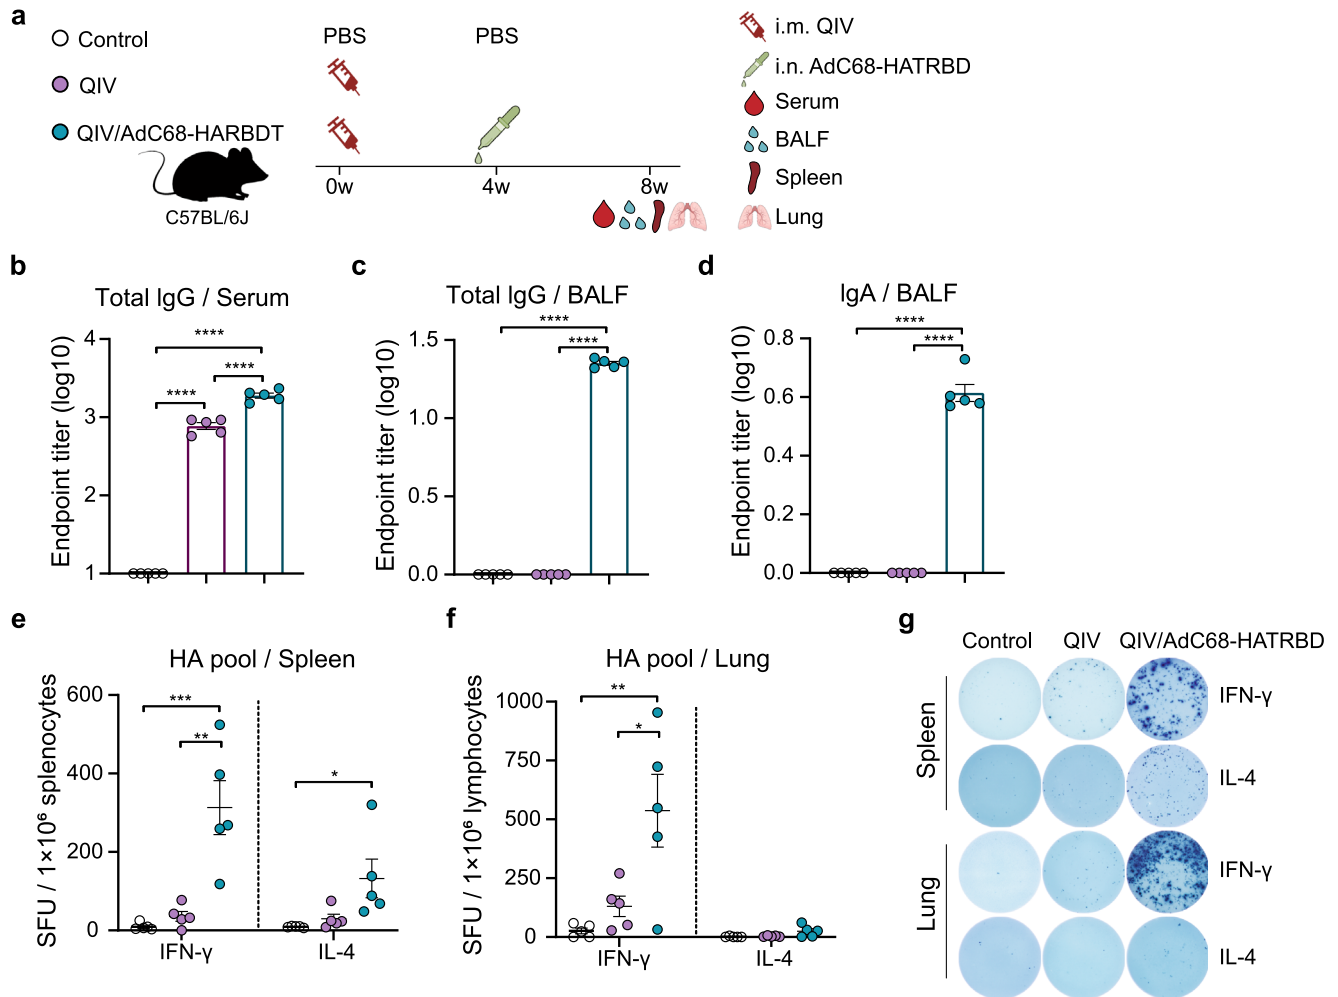 a
Control
QIV
QIV/AdC68-HARBDT
C57BL/6J
PBS
PBS
0w
4w
8w
i.m. QIV
i.n. AdC68-HATRBD
Serum
BALF
Spleen
Lung
b
Total IgG / Serum
Endpoint titer (log10)
4
3
2
1
****
****
****
c
Total IgG / BALF
Endpoint titer (log10)
1.5
1.0
0.5
0.0
****
****
d
IgA / BALF
Endpoint titer (log10)
0.8
0.6
0.4
0.2
0.0
****
****
e
HA pool / Spleen
SFU / 1×10⁶ splenocytes
600
400
200
0
***
**
*
IFN-γ
IL-4
f
HA pool / Lung
SFU / 1×10⁶ lymphocytes
1000
750
500
250
0
**
*
IFN-γ
IL-4
g
Control
QIV
QIV/AdC68-HATRBD
Spleen
IFN-γ
IL-4
Lung
IFN-γ
IL-4